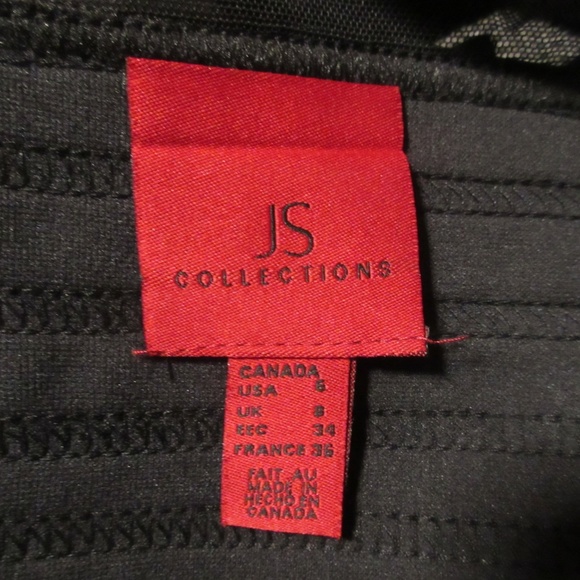 JS
COLLECTIONS
CANADA
USA 6
UK 8
EEC 34
FRANCE 36
FAIT AU
MADE IN
HECHO EN
CANADA